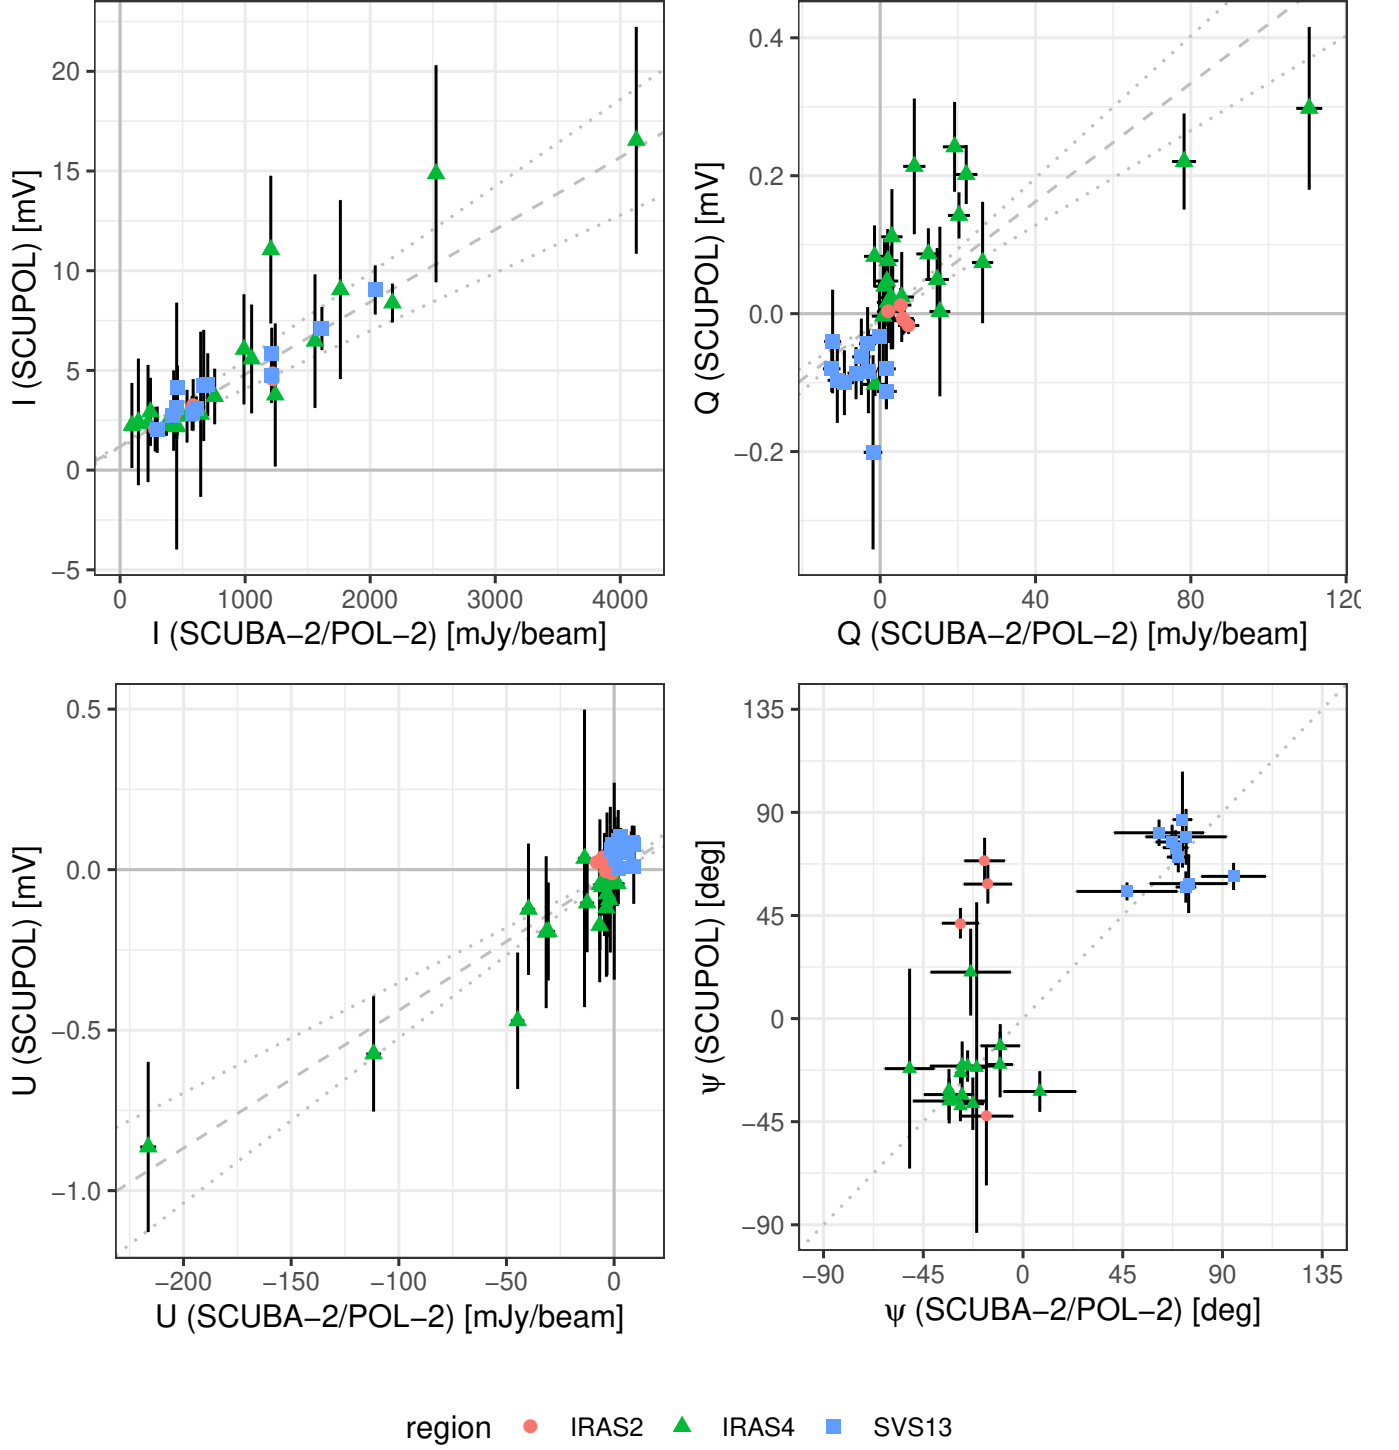 I (SCUPOL) [mV]
20
15
10
5
0
−5
0 1000 2000 3000 4000
I (SCUBA−2/POL−2) [mJy/beam]
Q (SCUPOL) [mV]
0.4
0.2
0.0
−0.2
0 40 80 120
Q (SCUBA−2/POL−2) [mJy/beam]
U (SCUPOL) [mV]
0.5
0.0
−0.5
−1.0
−200 −150 −100 −50 0
U (SCUBA−2/POL−2) [mJy/beam]
ψ (SCUPOL) [deg]
135
90
45
0
−45
−90
−90 −45 0 45 90 135
ψ (SCUBA−2/POL−2) [deg]
region IRAS2 IRAS4 SVS13